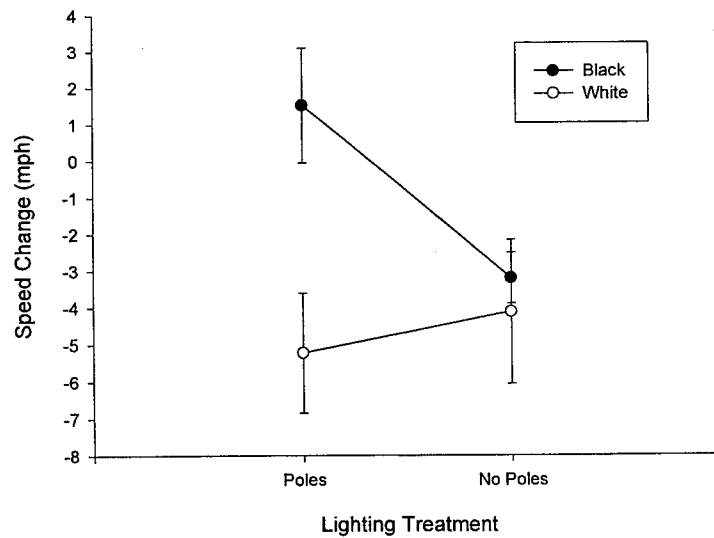 4
3
2
1
0
-1
-2
-3
-4
-5
-6
-7
-8
Speed Change (mph)
Black
White
Poles
No Poles
Lighting Treatment